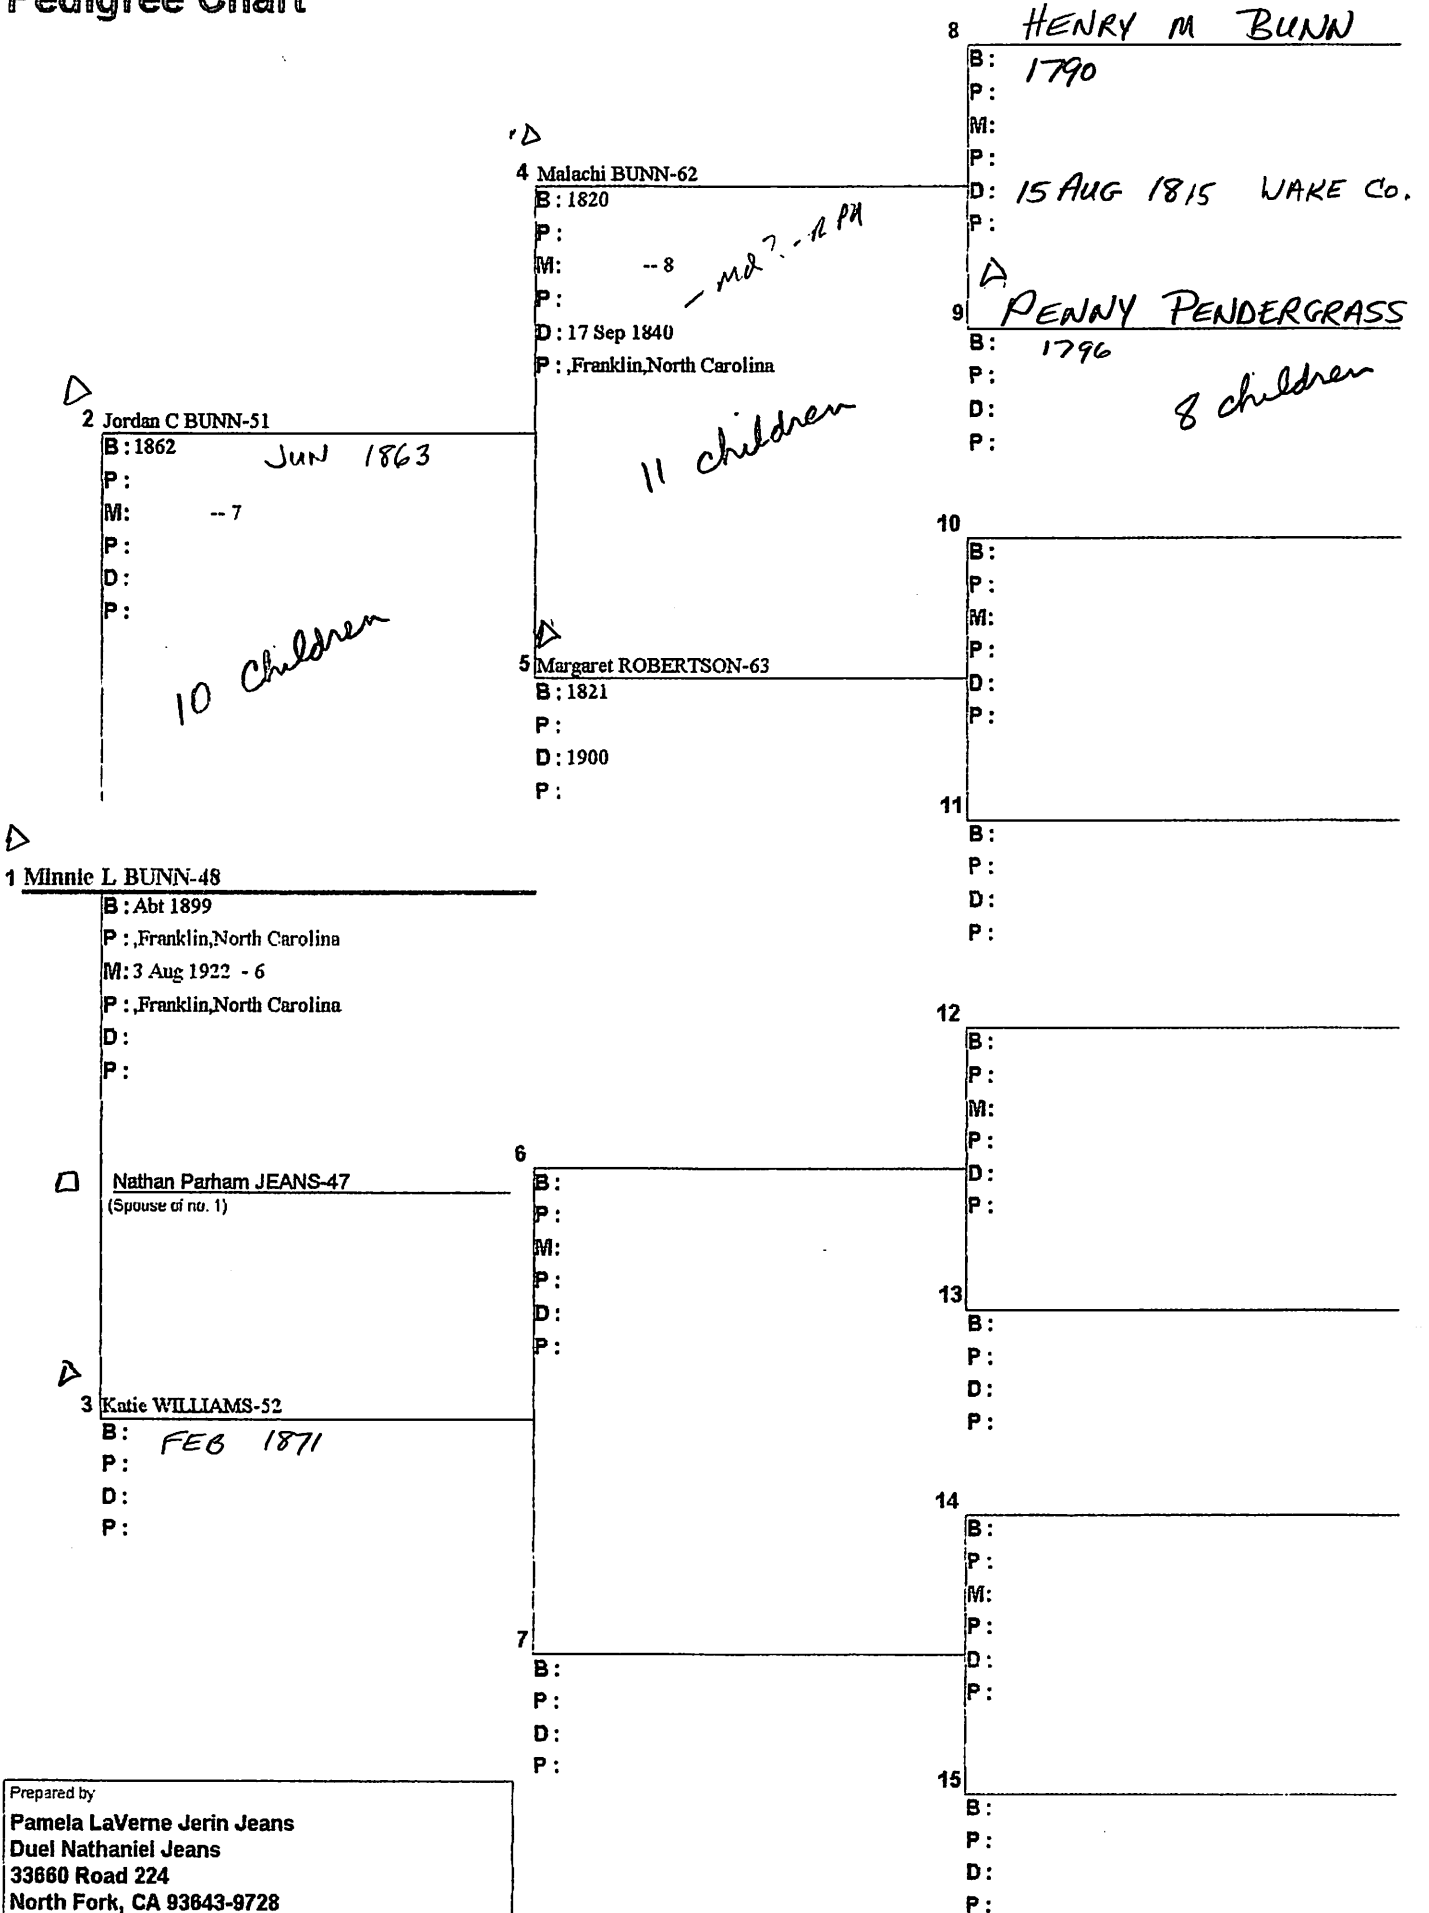 Pedigree Chart
8 HENRY M BUNN
B: 1790
P:
M:
P:
D: 15 AUG 1815 WAKE Co.
P:
4 Malachi BUNN-62
B: 1820
P:
M: -- 8
- md?
P:
D: 17 Sep 1840
P: ,Franklin,North Carolina
11 children
9 PENNY PENDERGRASS
B: 1796
P:
D:
P:
8 children
2 Jordan C BUNN-51
B: 1862 JUN 1863
P:
M: -- 7
P:
D:
P:
10 Children
10
B:
P:
M:
P:
D:
P:
5 Margaret ROBERTSON-63
B: 1821
P:
D: 1900
P:
11
B:
P:
D:
P:
1 Minnie L BUNN-48
B: Abt 1899
P: ,Franklin,North Carolina
M: 3 Aug 1922 - 6
P: ,Franklin,North Carolina
D:
P:
12
B:
P:
M:
P:
D:
P:
6
B:
P:
M:
P:
D:
P:
Nathan Parham JEANS-47
(Spouse of no. 1)
13
B:
P:
D:
P:
3 Katie WILLIAMS-52
B: FEB 1871
P:
D:
P:
14
B:
P:
M:
P:
D:
P:
7
B:
P:
D:
P:
15
B:
P:
D:
P:
Prepared by
Pamela LaVerne Jerin Jeans
Duel Nathaniel Jeans
33660 Road 224
North Fork, CA 93643-9728